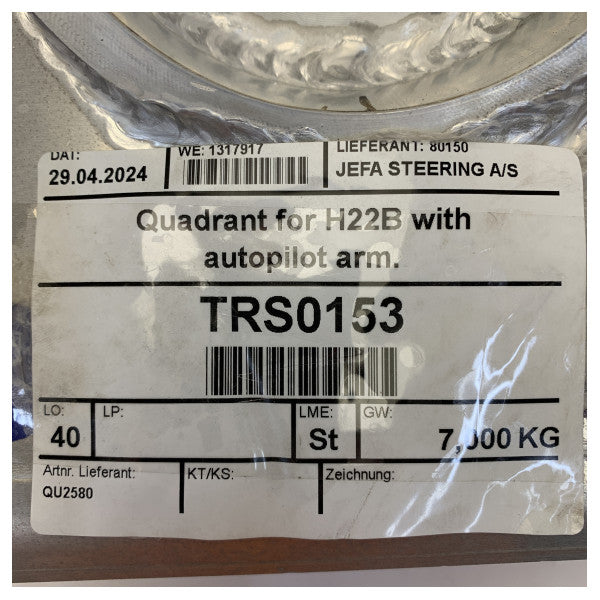 DAT:
29.04.2024
WE: 1317917
LIEFERANT: 80150
JEFA STEERING A/S
Quadrant for H22B with
autopilot arm.
TRS0153
LO:
40
LP:
LME:
St
GW:
7,000 KG
Artnr. Lieferant:
QU2580
KT/KS:
Zeichnung: